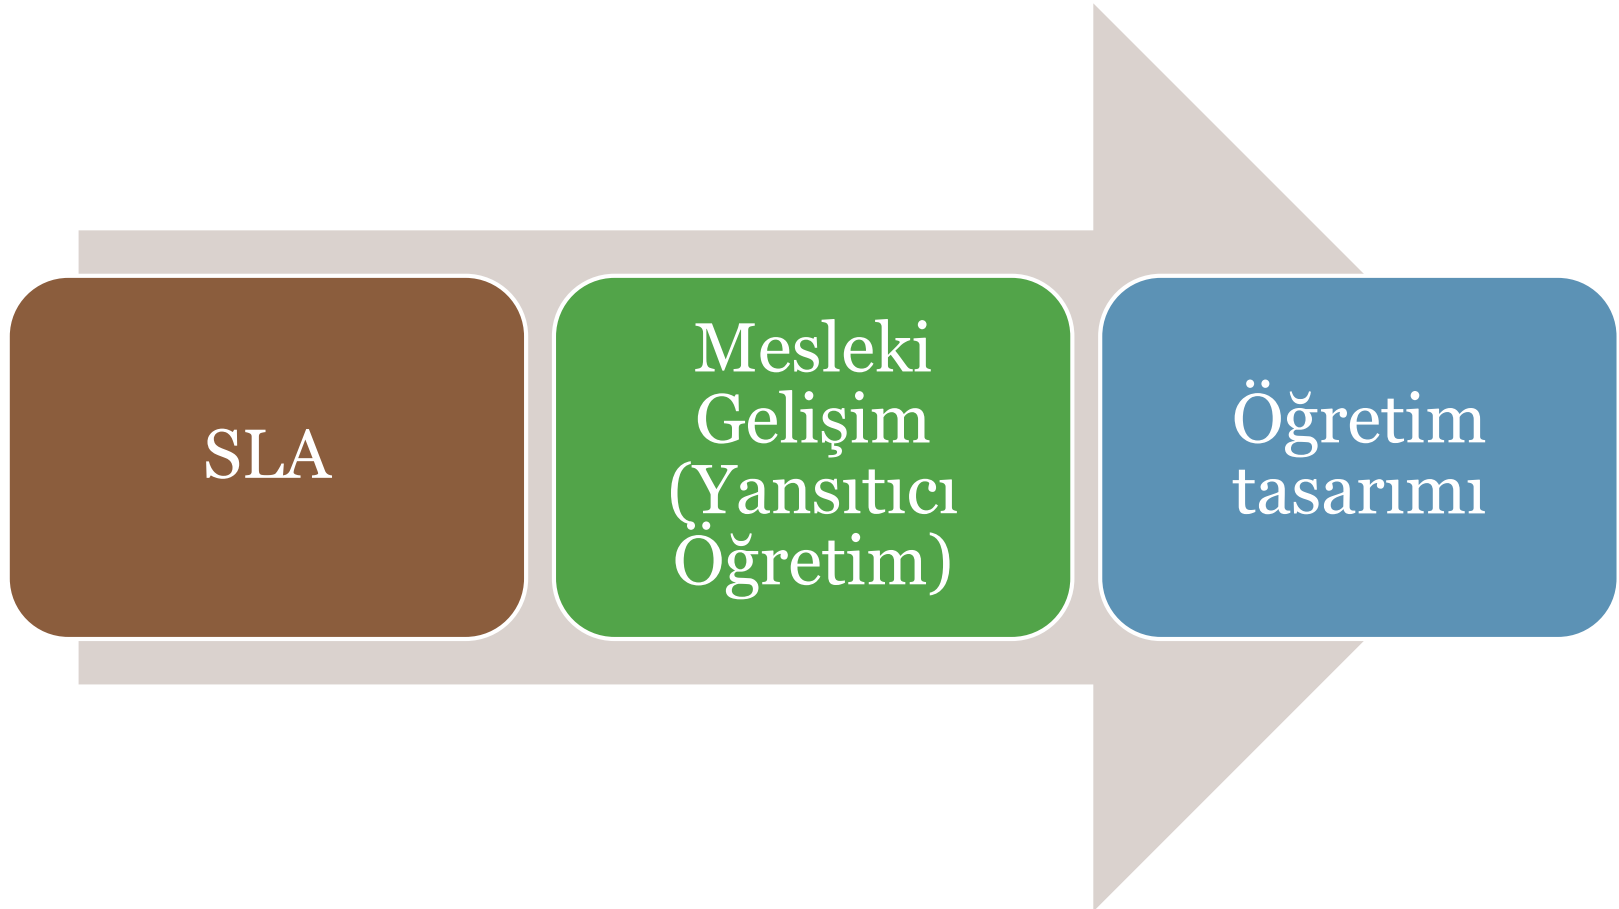 SLA
Mesleki
Gelişim
(Yansıtıcı
Öğretim)
Öğretim
tasarımı